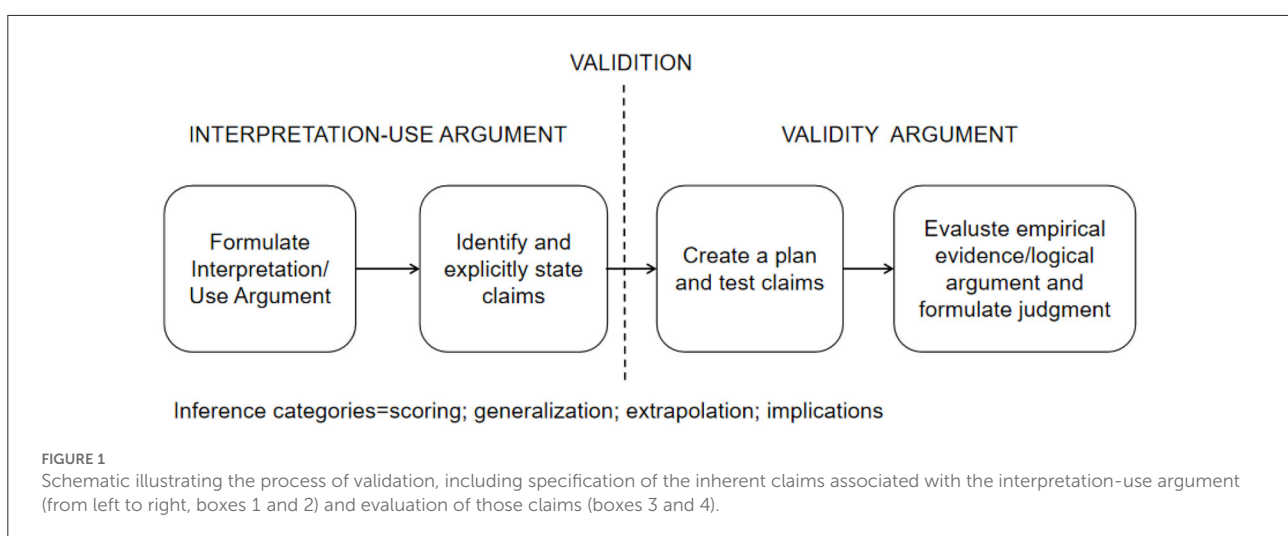 VALIDITION
INTERPRETATION-USE ARGUMENT
VALIDITY ARGUMENT
Formulate
Interpretation/
Use Argument
Identify and
explicitly state
claims
Create a plan
and test claims
Evaluste empirical
evidence/logical
argument and
formulate judgment
Inference categories=scoring; generalization; extrapolation; implications
FIGURE 1
Schematic illustrating the process of validation, including specification of the inherent claims associated with the interpretation-use argument
(from left to right, boxes 1 and 2) and evaluation of those claims (boxes 3 and 4).